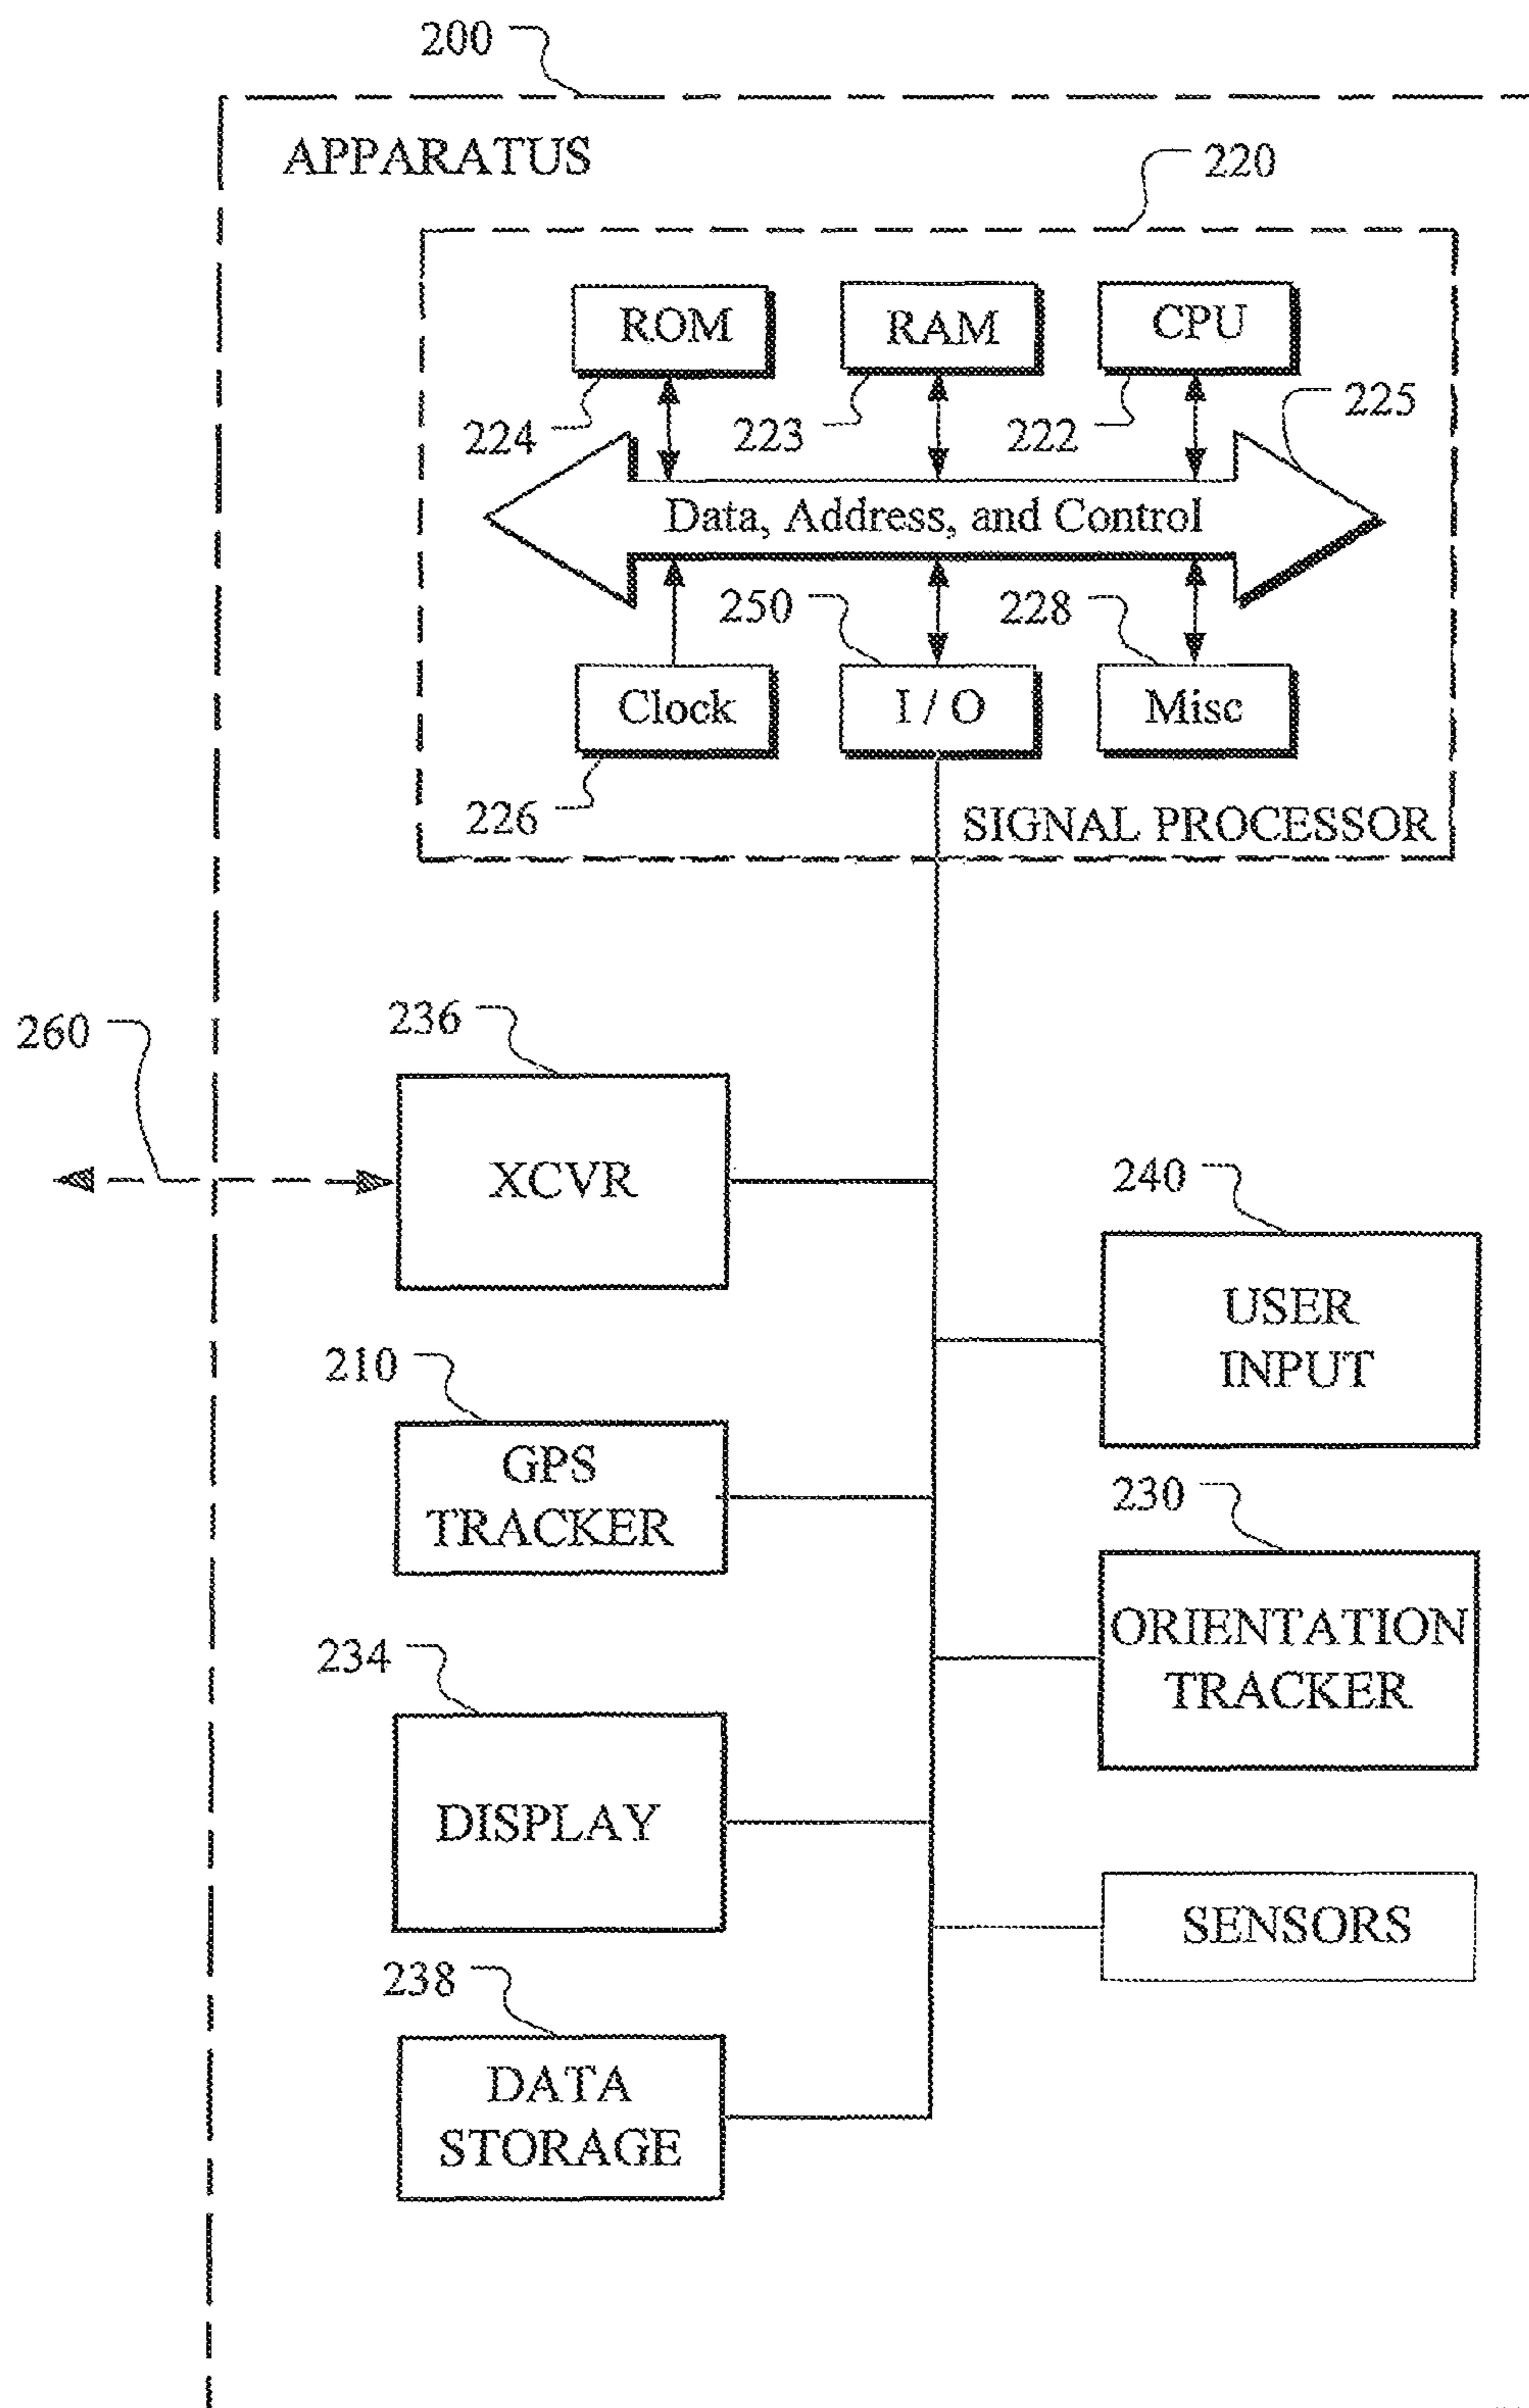 200
APPARATUS
220
ROM
RAM
CPU
224
223
222
225
Data, Address, and Control
250
228
Clock
I / O
Misc
226
SIGNAL PROCESSOR
236
260
XCVR
240
USER
INPUT
210
GPS
TRACKER
230
ORIENTATION
TRACKER
234
DISPLAY
SENSORS
238
DATA
STORAGE